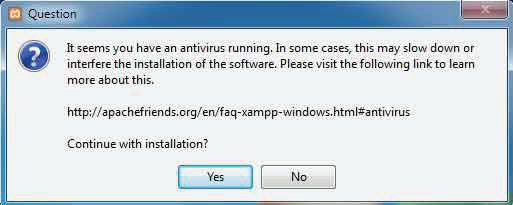 Question
It seems you have an antivirus running. In some cases, this may slow down or
interfere the installation of the software. Please visit the following link to learn
more about this.
http://apachefriends.org/en/faq-xampp-windows.html#antivirus
Continue with installation?
Yes
No